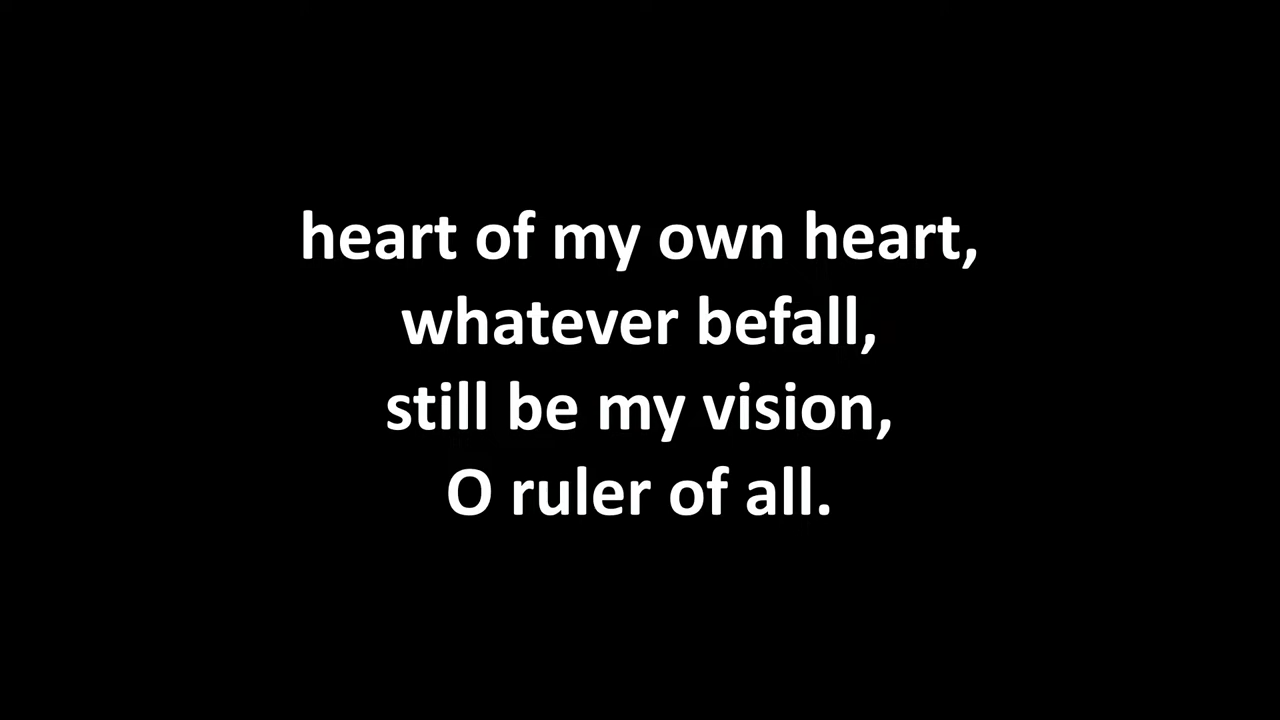 heart of my own heart,
whatever befall,
still be my vision,
O ruler of all.